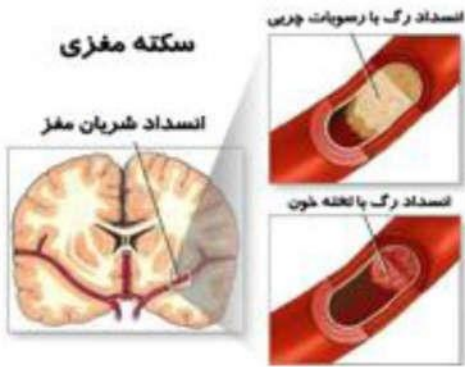 انسداد رگ با رسوبات چربی
سکته مغزی
انسداد شریان مغز
انسداد رگ با لخته خون